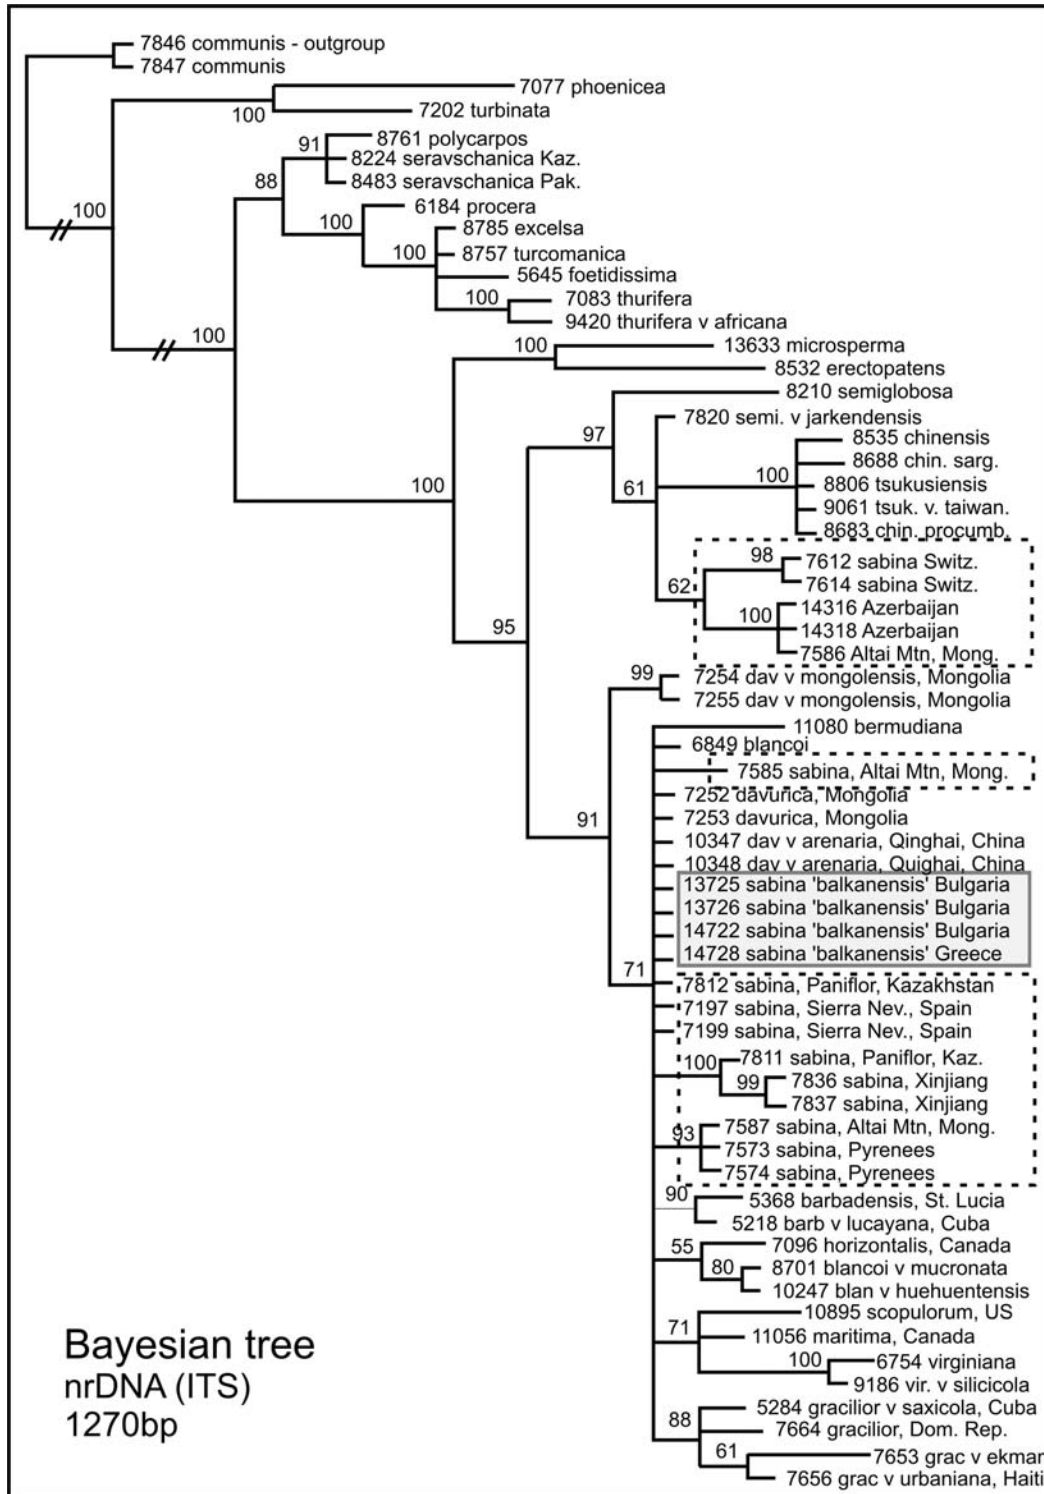 7846 communis - outgroup
7847 communis
7077 phoenicea
100
7202 turbinata
91
8761 polycarpos
8224 seravschanica Kaz.
88
8483 seravschanica Pak.
100
6184 procera
100
8785 excelsa
100
8757 turcomanica
5645 foetidissima
100
7083 thurifera
9420 thurifera v africana
100
100
13633 microsperma
8532 erectopatens
8210 semiglobosa
7820 semi. v jarkendensis
97
8535 chinensis
8688 chin. sarg.
100
100
61
8806 tsukusiensis
9061 tsuk. v. taiwan.
8683 chin. procumb.
98
7612 sabina Switz.
62
7614 sabina Switz.
100
14316 Azerbaijan
95
14318 Azerbaijan
7586 Altai Mtn, Mong.
99
7254 dav v mongolensis, Mongolia
7255 dav v mongolensis, Mongolia
11080 bermudiana
6849 blancoi
7585 sabina, Altai Mtn, Mong.
7252 davurica, Mongolia
91
7253 davurica, Mongolia
10347 dav v arenaria, Qinghai, China
10348 dav v arenaria, Quighai, China
13725 sabina 'balkanensis' Bulgaria
13726 sabina 'balkanensis' Bulgaria
14722 sabina 'balkanensis' Bulgaria
14728 sabina 'balkanensis' Greece
71
7812 sabina, Paniflor, Kazakhstan
7197 sabina, Sierra Nev., Spain
7199 sabina, Sierra Nev., Spain
100
7811 sabina, Paniflor, Kaz.
99
7836 sabina, Xinjiang
7837 sabina, Xinjiang
93
7587 sabina, Altai Mtn, Mong.
7573 sabina, Pyrenees
7574 sabina, Pyrenees
90
5368 barbadensis, St. Lucia
5218 barb v lucayana, Cuba
55
7096 horizontalis, Canada
80
8701 blancoi v mucronata
10247 blan v huehuentensis
71
10895 scopulorum, US
11056 maritima, Canada
100
6754 virginiana
9186 vir. v silicicola
88
5284 gracilior v saxicola, Cuba
7664 gracilior, Dom. Rep.
61
7653 grac v ekman
7656 grac v urbaniana, Haiti
Bayesian tree
nrDNA (ITS)
1270bp